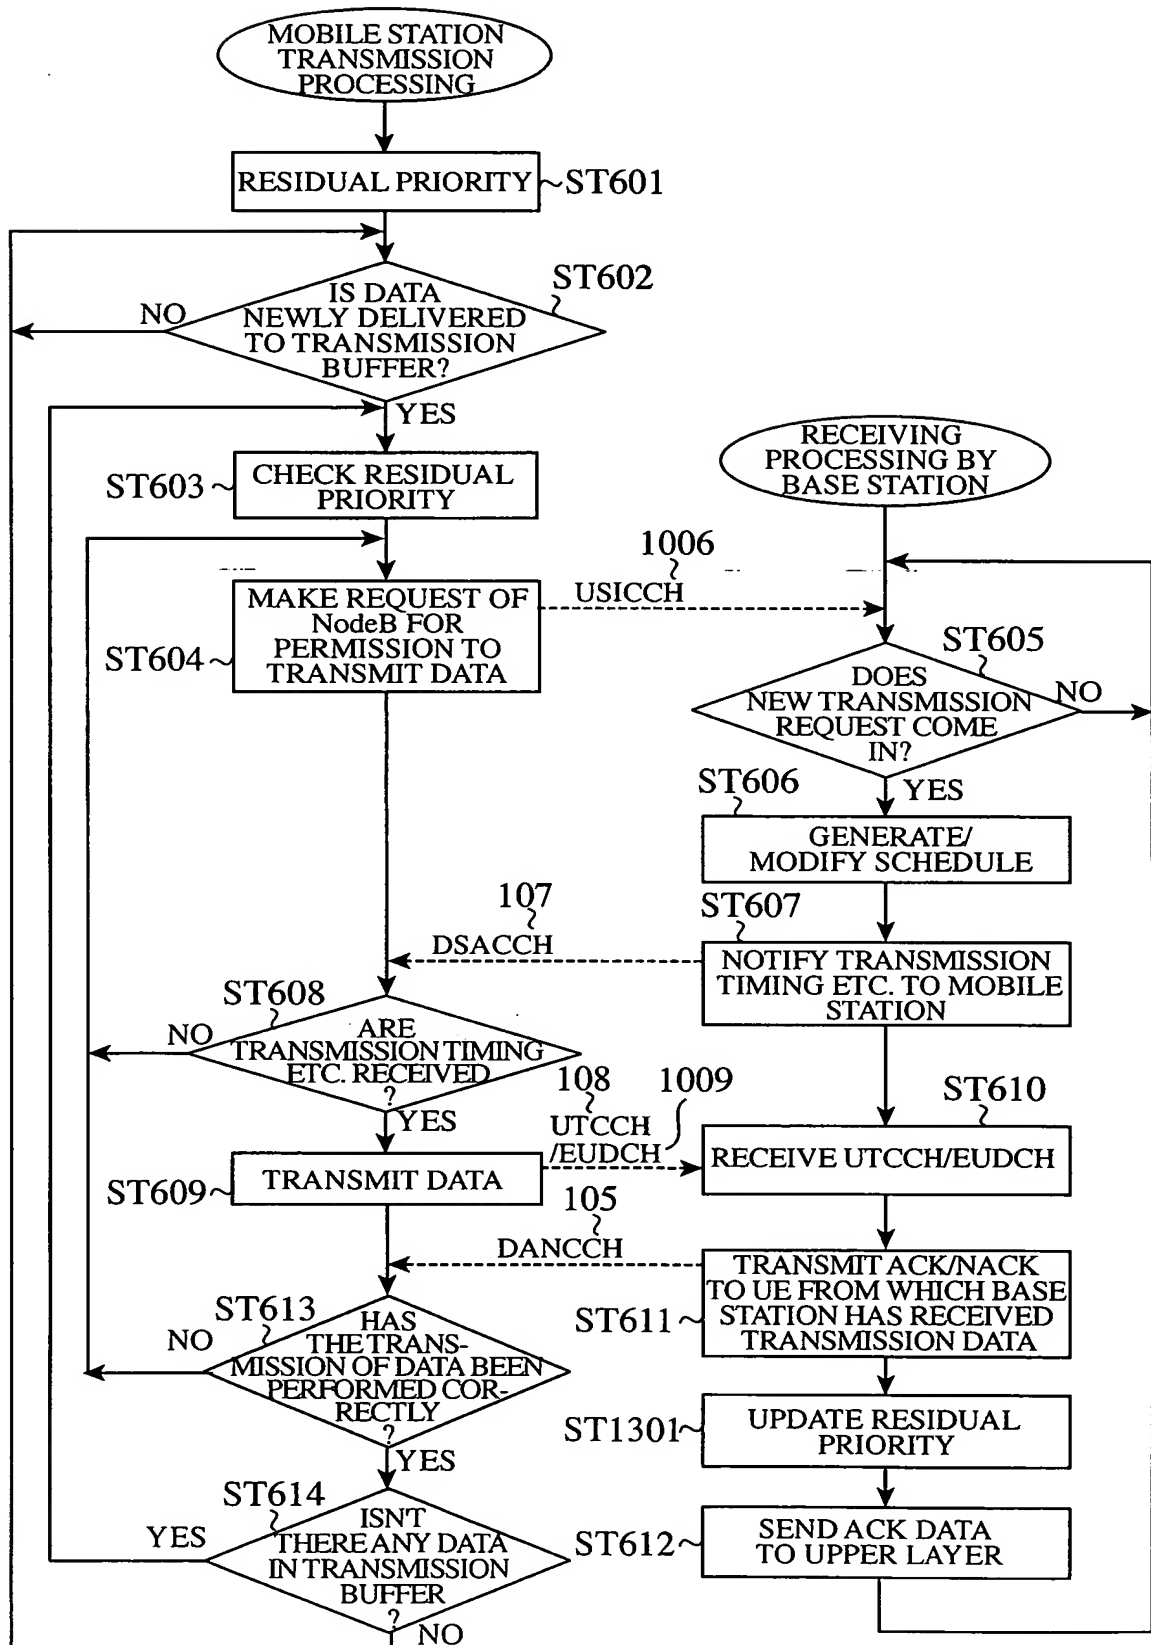 MOBILE STATION
TRANSMISSION
PROCESSING
RESIDUAL PRIORITY
ST601
ST602
IS DATA
NEWLY DELIVERED
TO TRANSMISSION
BUFFER?
NO
YES
ST603
CHECK RESIDUAL
PRIORITY
RECEIVING
PROCESSING BY
BASE STATION
ST604
MAKE REQUEST OF
NodeB FOR
PERMISSION TO
TRANSMIT DATA
1006
USICCH
ST605
DOES
NEW TRANSMISSION
REQUEST COME
IN?
NO
YES
ST606
GENERATE/
MODIFY SCHEDULE
ST607
107
DSACCH
NOTIFY TRANSMISSION
TIMING ETC. TO MOBILE
STATION
ST608
NO
ARE
TRANSMISSION TIMING
ETC. RECEIVED
?
YES
108
1009
UTCCH
/EUDCH
ST609
TRANSMIT DATA
ST610
RECEIVE UTCCH/EUDCH
105
DANCCH
ST611
TRANSMIT ACK/NACK
TO UE FROM WHICH BASE
STATION HAS RECEIVED
TRANSMISSION DATA
ST613
NO
HAS
THE TRANS-
MISSION OF DATA BEEN
PERFORMED COR-
RECTLY
?
YES
ST1301
UPDATE RESIDUAL
PRIORITY
ST614
YES
ISNT
THERE ANY DATA
IN TRANSMISSION
BUFFER
?
NO
ST612
SEND ACK DATA
TO UPPER LAYER